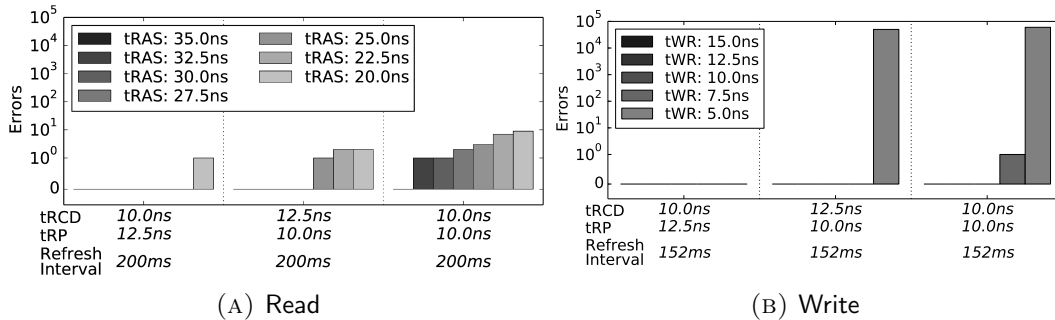 10^5
10^4
10^3
10^2
10^1
10^0
0
Errors
tRAS: 35.0ns
tRAS: 32.5ns
tRAS: 30.0ns
tRAS: 27.5ns
tRAS: 25.0ns
tRAS: 22.5ns
tRAS: 20.0ns
tRCD 10.0ns 12.5ns 10.0ns
tRP 12.5ns 10.0ns 10.0ns
Refresh
Interval 200ms 200ms 200ms
(A) Read
10^5
10^4
10^3
10^2
10^1
10^0
0
Errors
tWR: 15.0ns
tWR: 12.5ns
tWR: 10.0ns
tWR: 7.5ns
tWR: 5.0ns
tRCD 10.0ns 12.5ns 10.0ns
tRP 12.5ns 10.0ns 10.0ns
Refresh
Interval 152ms 152ms 152ms
(B) Write